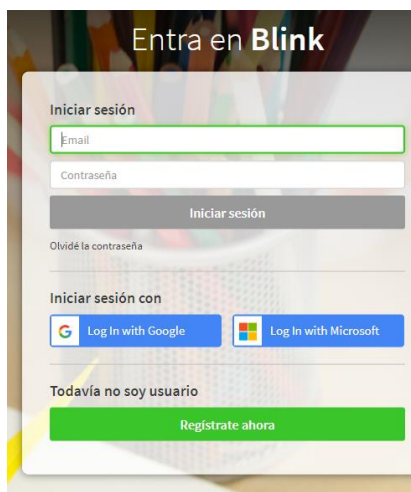 Entra en Blink
Iniciar sesión
Email
Contraseña
Iniciar sesión
Olvidé la contraseña
Iniciar sesión con
Log In with Google
Log In with Microsoft
Todavía no soy usuario
Regístrate ahora